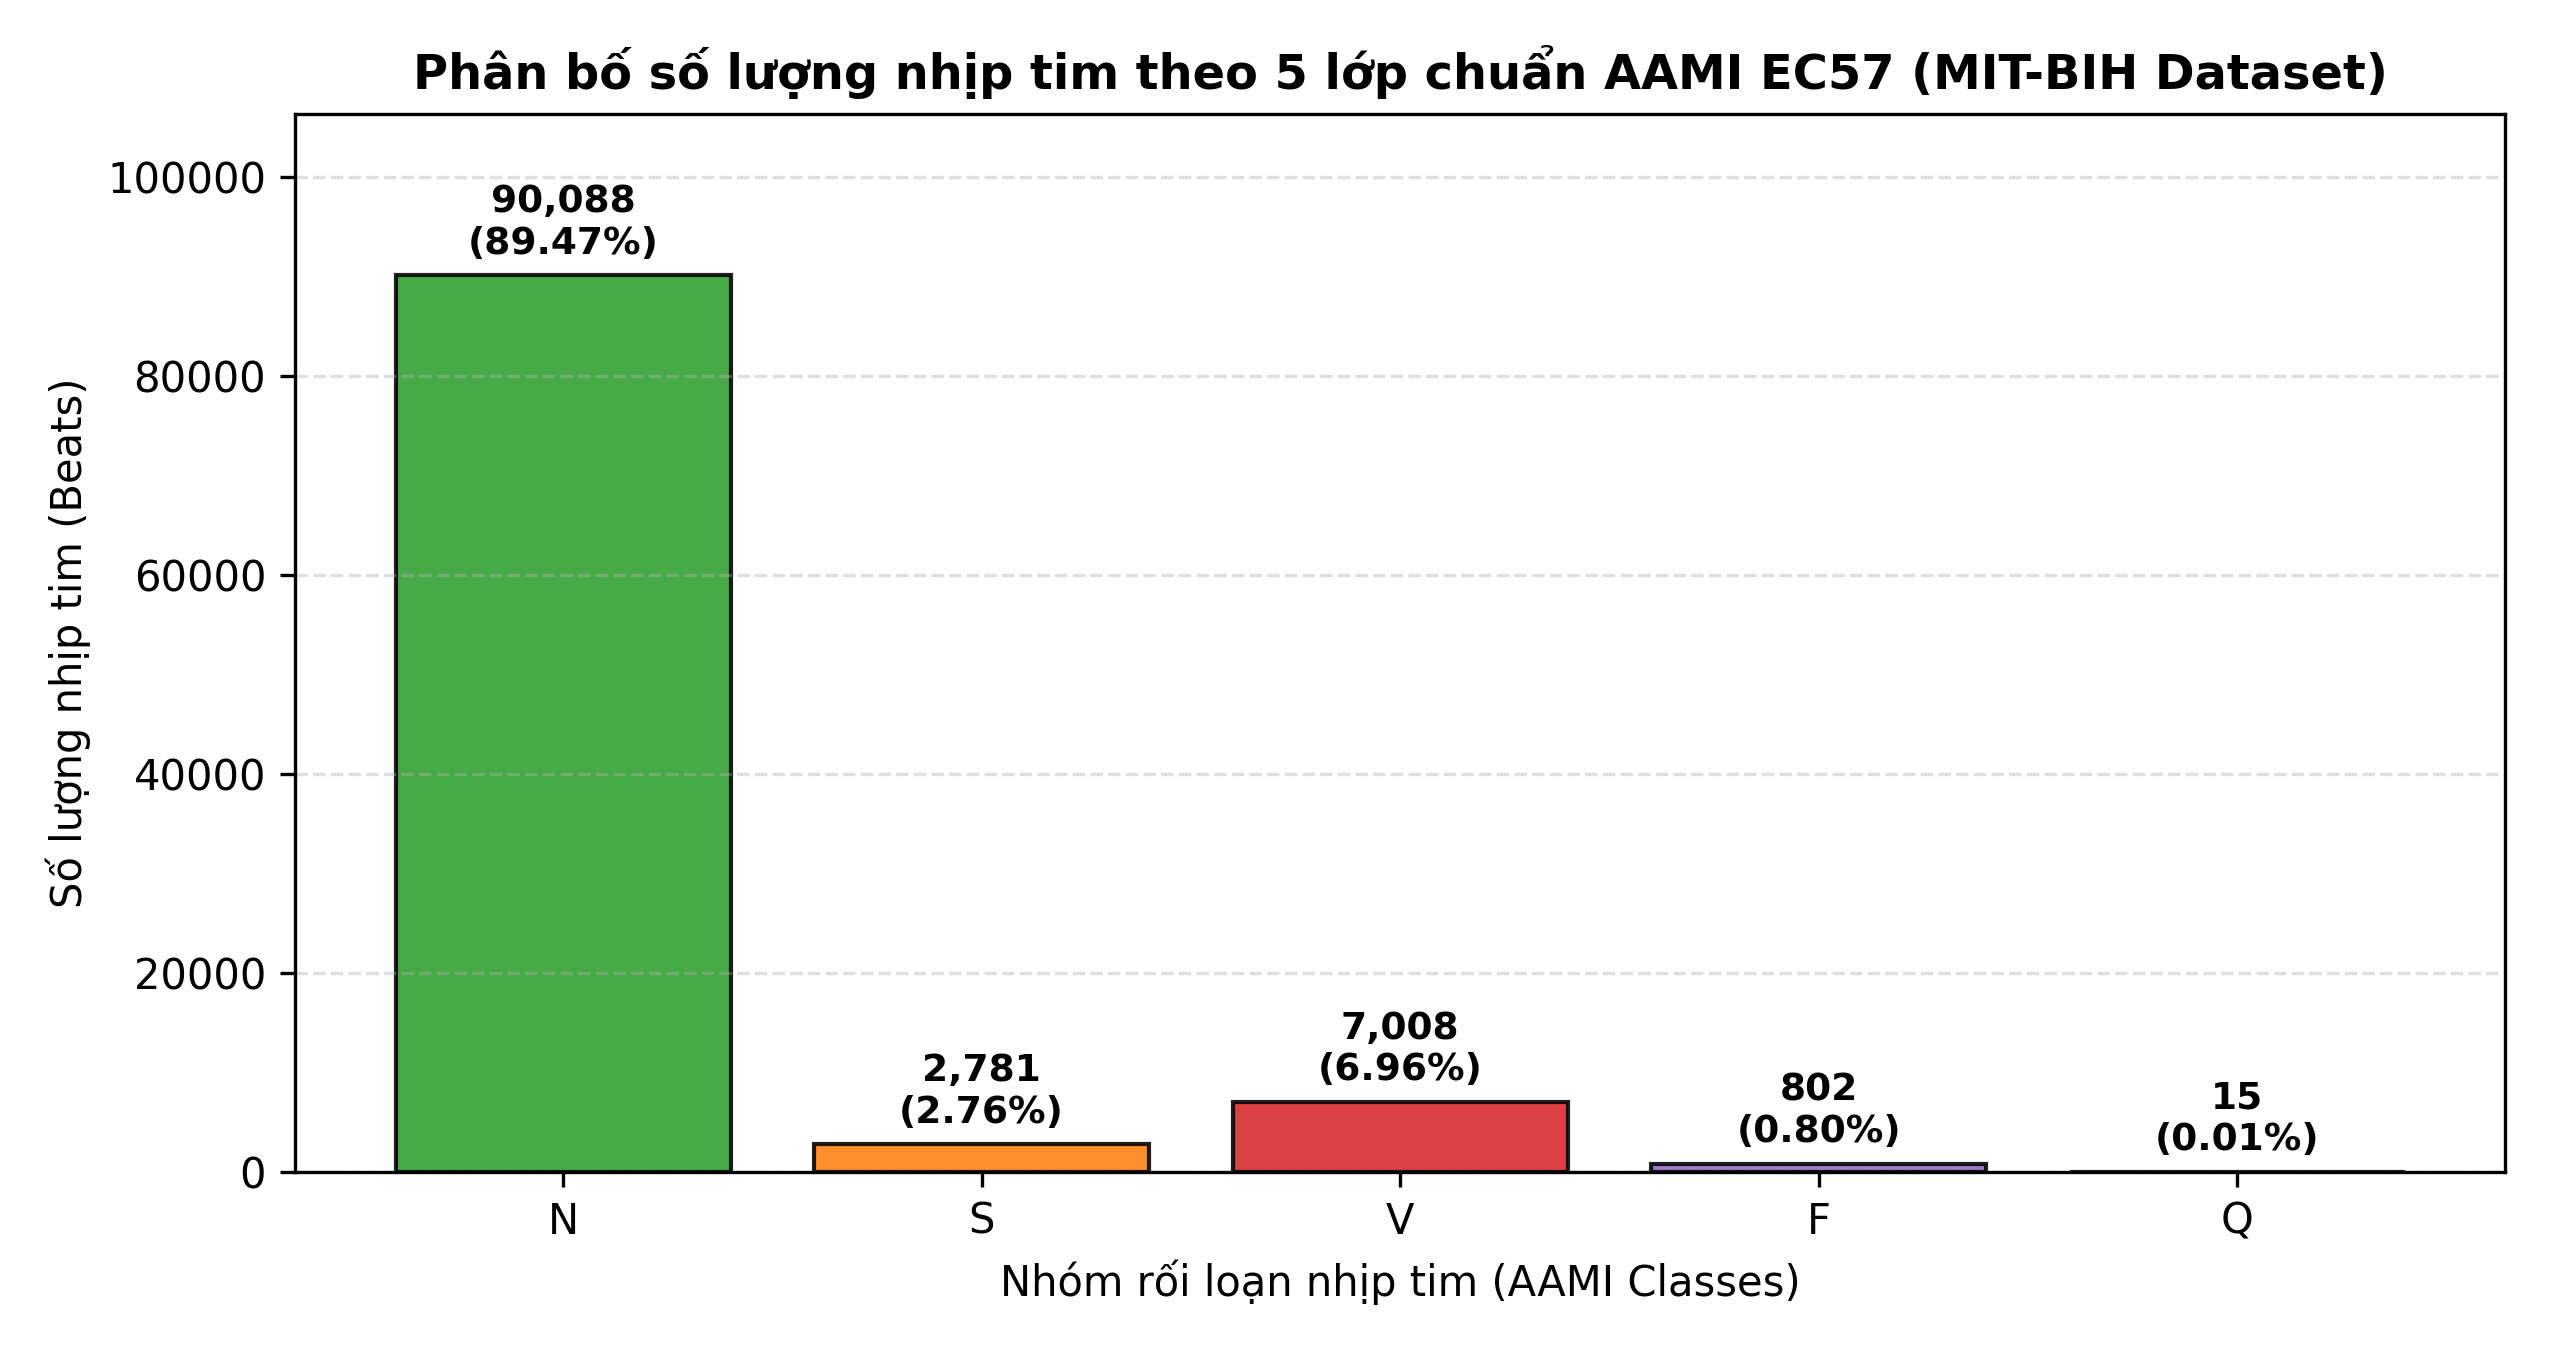 Phân bố số lượng nhịp tim theo 5 lớp chuẩn AAMI EC57 (MIT-BIH Dataset)
Số lượng nhịp tim (Beats)
100000
80000
60000
40000
20000
0
90,088
(89.47%)
2,781
(2.76%)
7,008
(6.96%)
802
(0.80%)
15
(0.01%)
N
S
V
F
Q
Nhóm rối loạn nhịp tim (AAMI Classes)